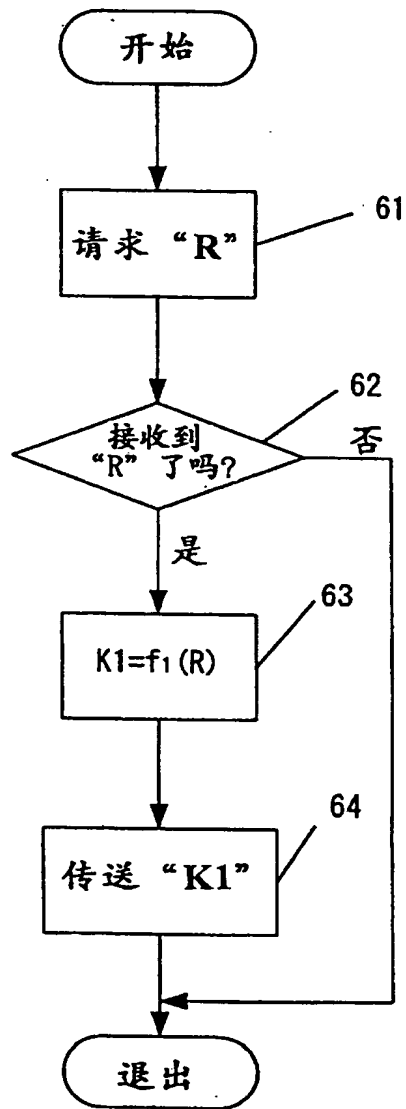 开始
请求 “R”
61
62
接收到
“R” 了吗?
否
是
63
K1=f₁(R)
64
传送 “K1”
退出